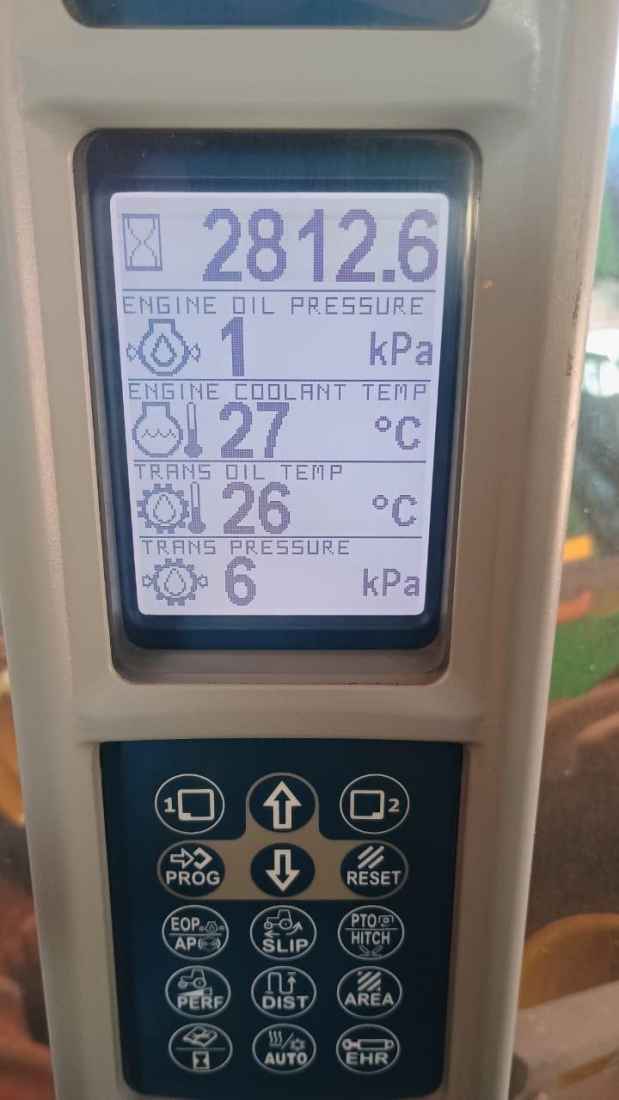 2812.6
ENGINE OIL PRESSURE
1 kPa
ENGINE COOLANT TEMP
27 °C
TRANS OIL TEMP
26 °C
TRANS PRESSURE
6 kPa
1 2
PROG RESET
EOP SLIP PTO
AP HITCH
PERF DIST AREA
AUTO EHR